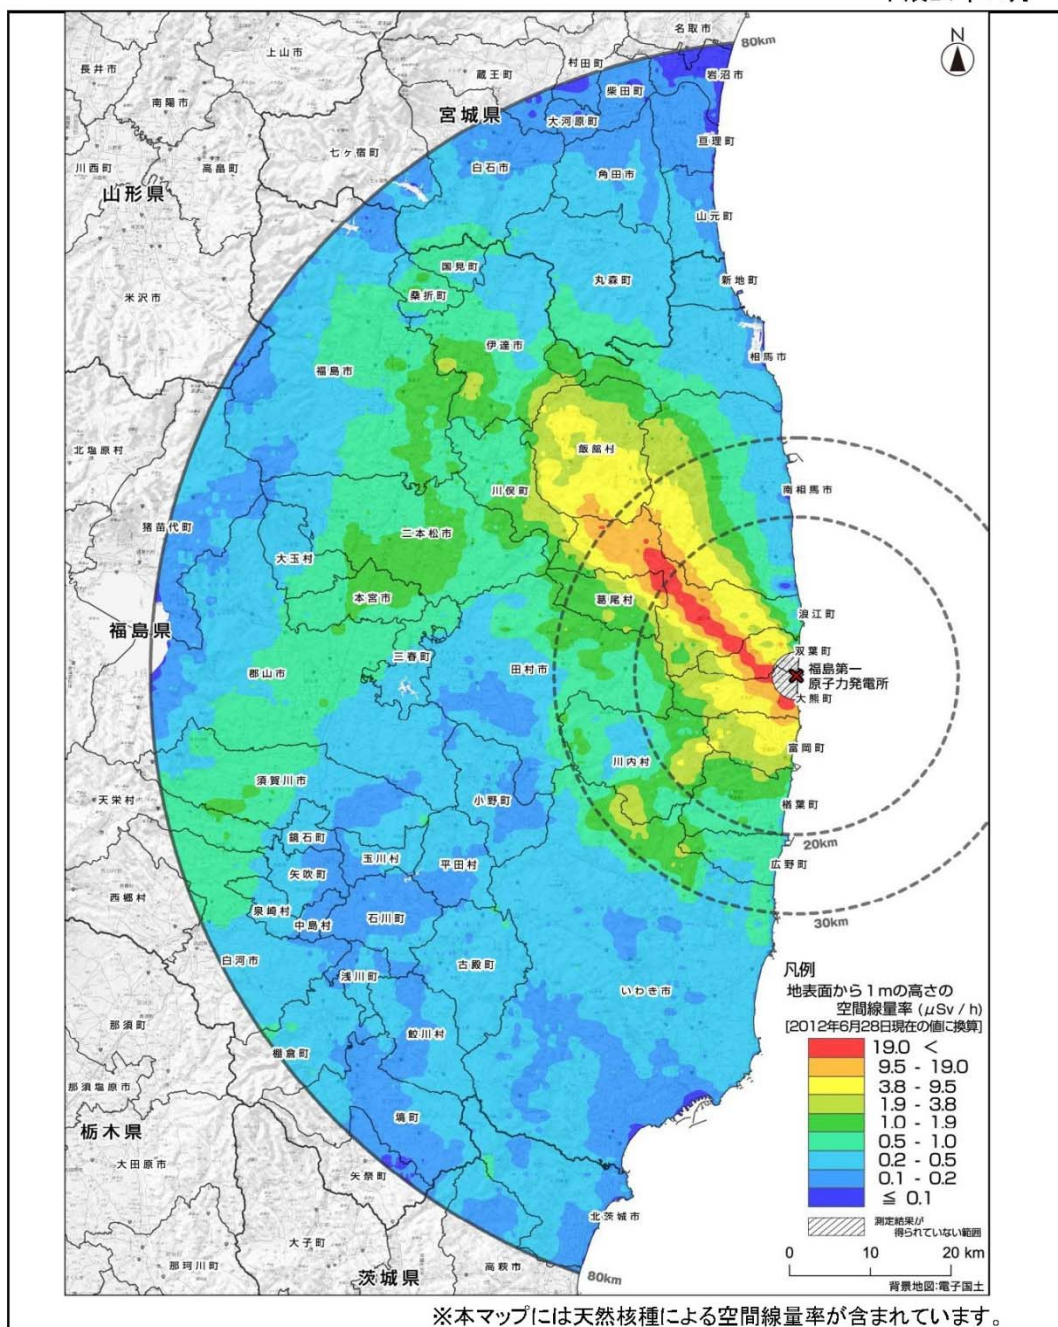 名取市
80km
N
上山市
村田町
長井市
蔵王町
岩沼市
柴田町
南陽市
宮城県
大河原町
亘理町
七ヶ宿町
川西町
高畠町
白石市
角田市
山形県
山元町
国見町
丸森町
新地町
米沢市
桑折町
伊達市
相馬市
福島市
北塩原村
飯舘村
川俣町
南相馬市
猪苗代町
二本松市
大玉村
本宮市
葛尾村
浪江町
福島県
双葉町
三春町
田村市
福島第一
原子力発電所
郡山市
大熊町
富岡町
川内村
須賀川市
天栄村
小野町
楢葉町
鏡石町
20km
玉川村
平田村
広野町
矢吹町
西郷村
泉崎村
石川町
中島村
30km
白河市
古殿町
浅川町
いわき市
凡例
地表面から1mの高さの
空間線量率(μSv / h)
[2012年6月28日現在の値に換算]
那須町
鮫川村
棚倉町
19.0 <
9.5 - 19.0
那須塩原市
3.8 - 9.5
1.9 - 3.8
塙町
1.0 - 1.9
栃木県
0.5 - 1.0
0.2 - 0.5
大田原市
矢祭町
0.1 - 0.2
≦ 0.1
北茨城市
測定結果が
得られていない範囲
大子町
0 10 20 km
那珂川町
高萩市
茨城県
80km
背景地図:電子国土
※本マップには天然核種による空間線量率が含まれています。